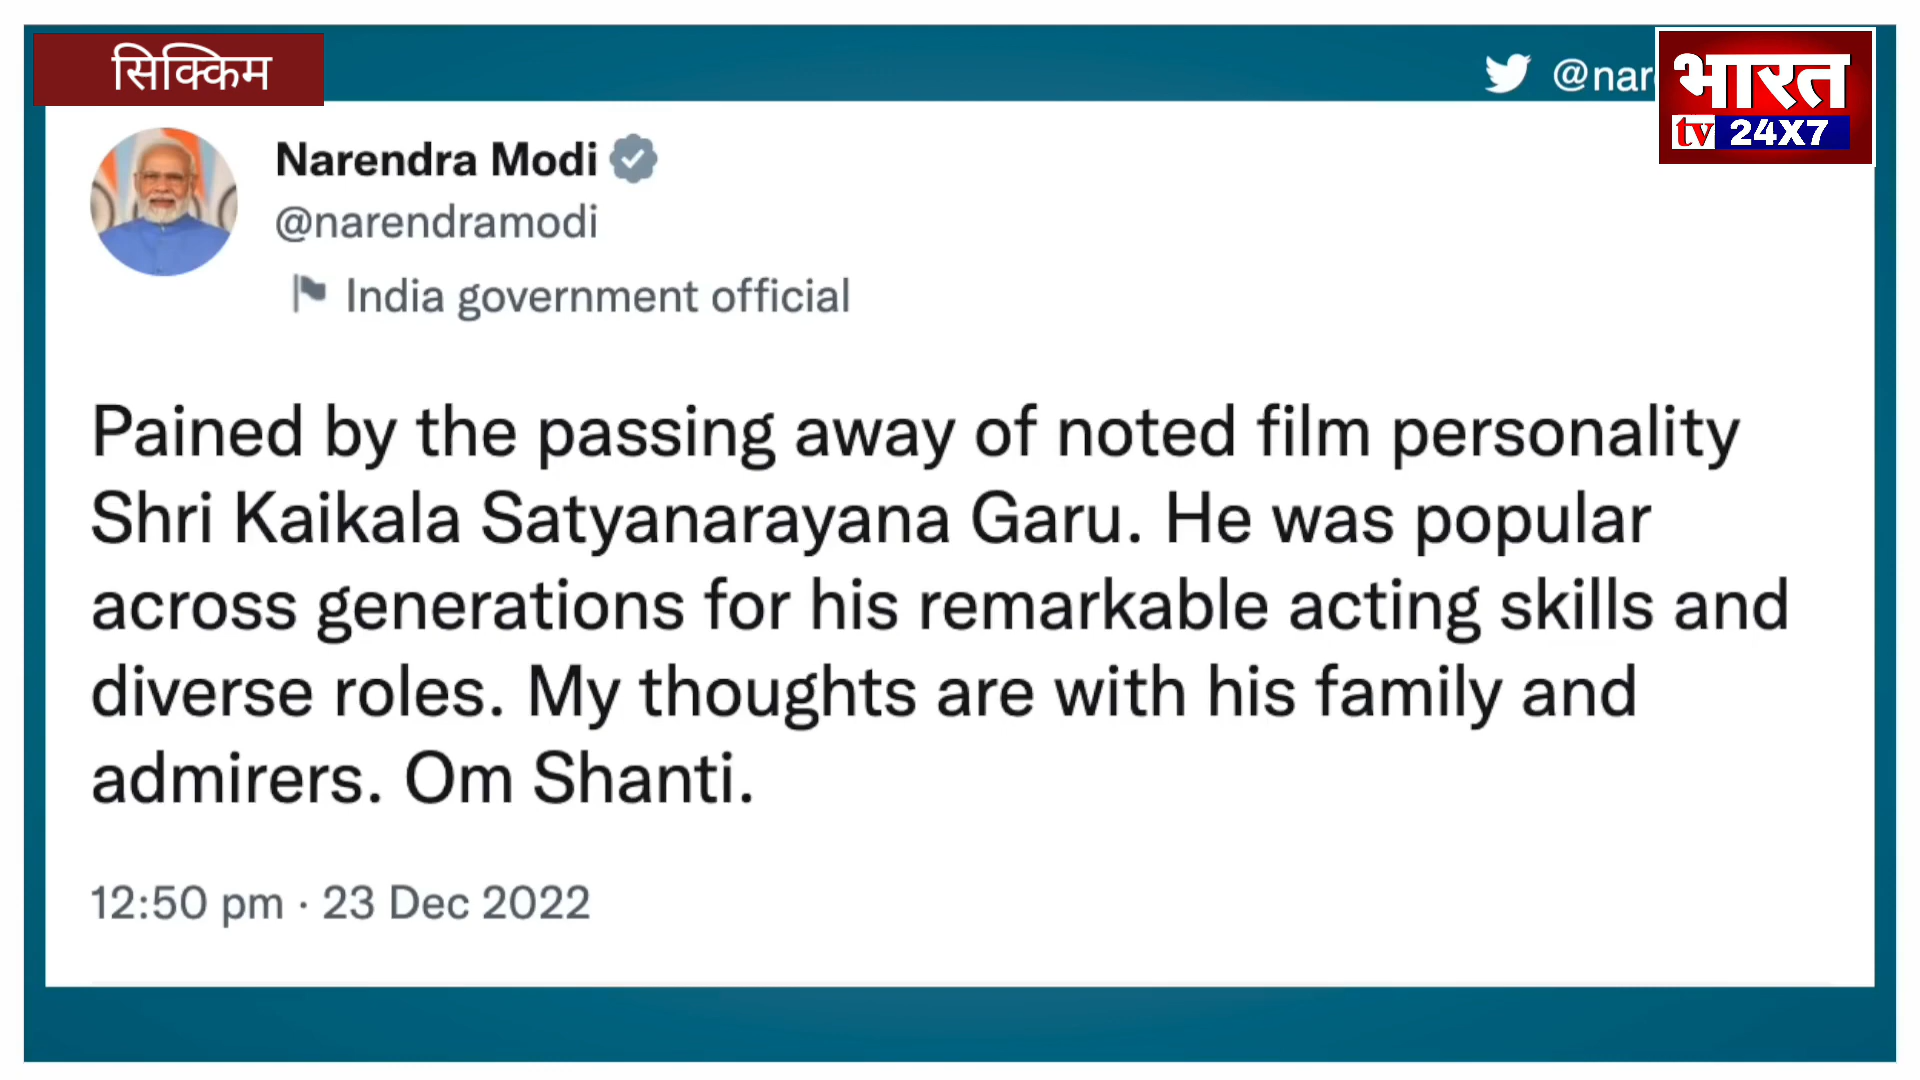 सिक्किम
@nar
भारत
tv 24X7
Narendra Modi
@narendramodi
India government official
Pained by the passing away of noted film personality
Shri Kaikala Satyanarayana Garu. He was popular
across generations for his remarkable acting skills and
diverse roles. My thoughts are with his family and
admirers. Om Shanti.
12:50 pm · 23 Dec 2022